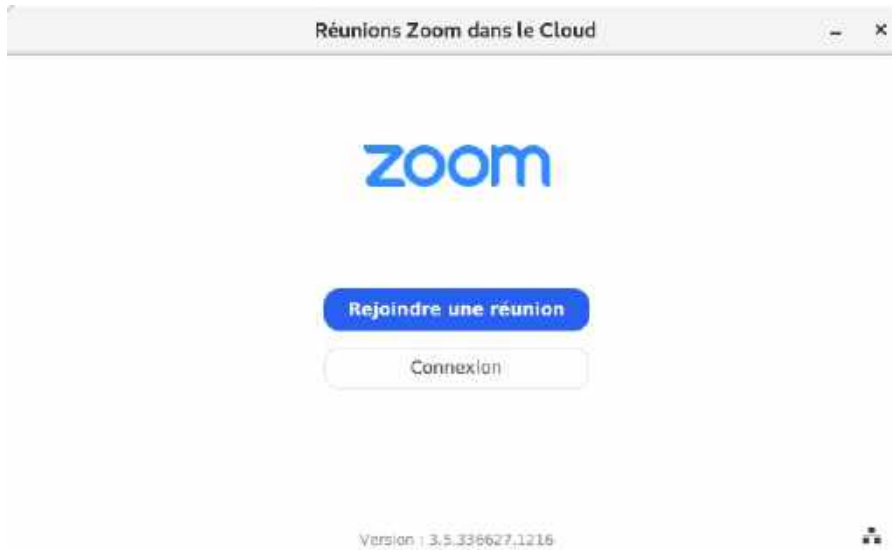 Réunions Zoom dans le Cloud
zoom
Rejoindre une réunion
Connexion
Version : 3.5.336627.1216